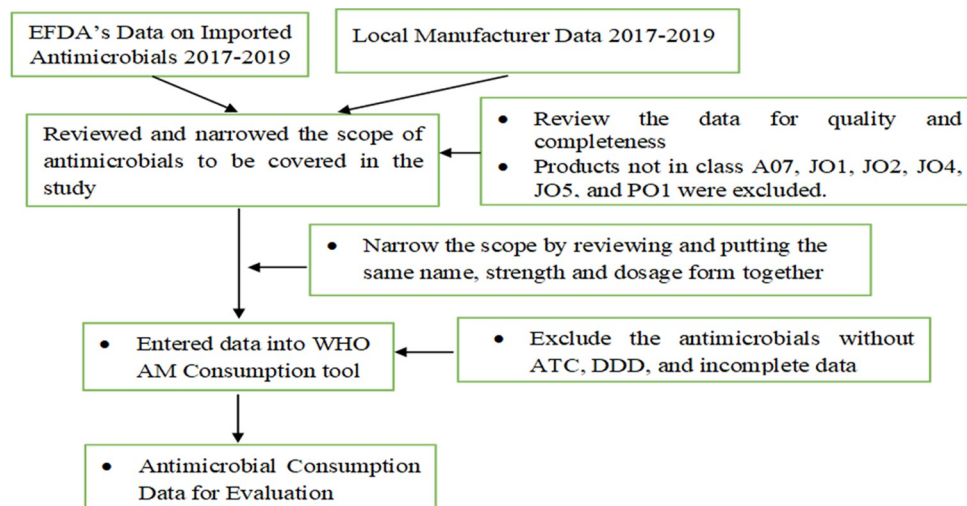 EFDA's Data on Imported
Antimicrobials 2017-2019
Local Manufacturer Data 2017-2019
Reviewed and narrowed the scope of
antimicrobials to be covered in the
study
• Review the data for quality and
completeness
• Products not in class A07, JO1, JO2, JO4,
JO5, and PO1 were excluded.
• Narrow the scope by reviewing and putting the
same name, strength and dosage form together
• Entered data into WHO
AM Consumption tool
• Exclude the antimicrobials without
ATC, DDD, and incomplete data
• Antimicrobial Consumption
Data for Evaluation